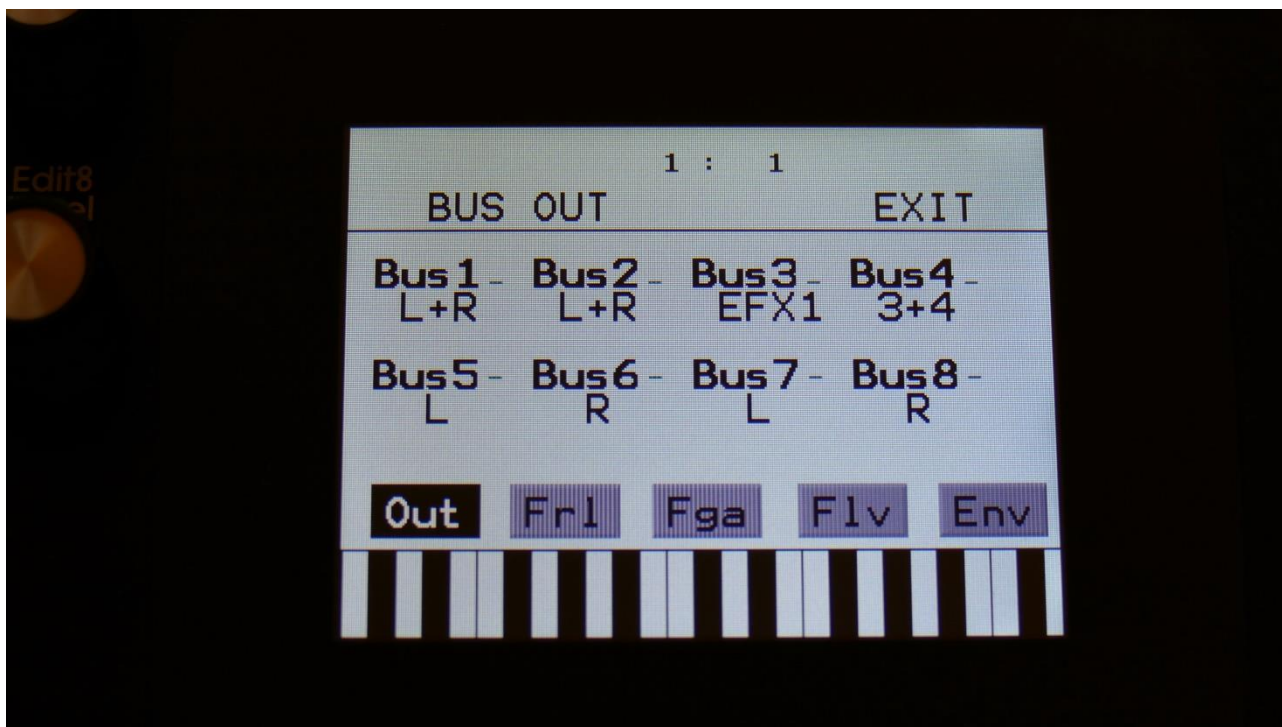 Edit8
1 : 1
BUS OUT EXIT
Bus1- Bus2- Bus3- Bus4-
L+R L+R EFX1 3+4
Bus5- Bus6- Bus7- Bus8-
L R L R
Out Frl Fga Flv Env